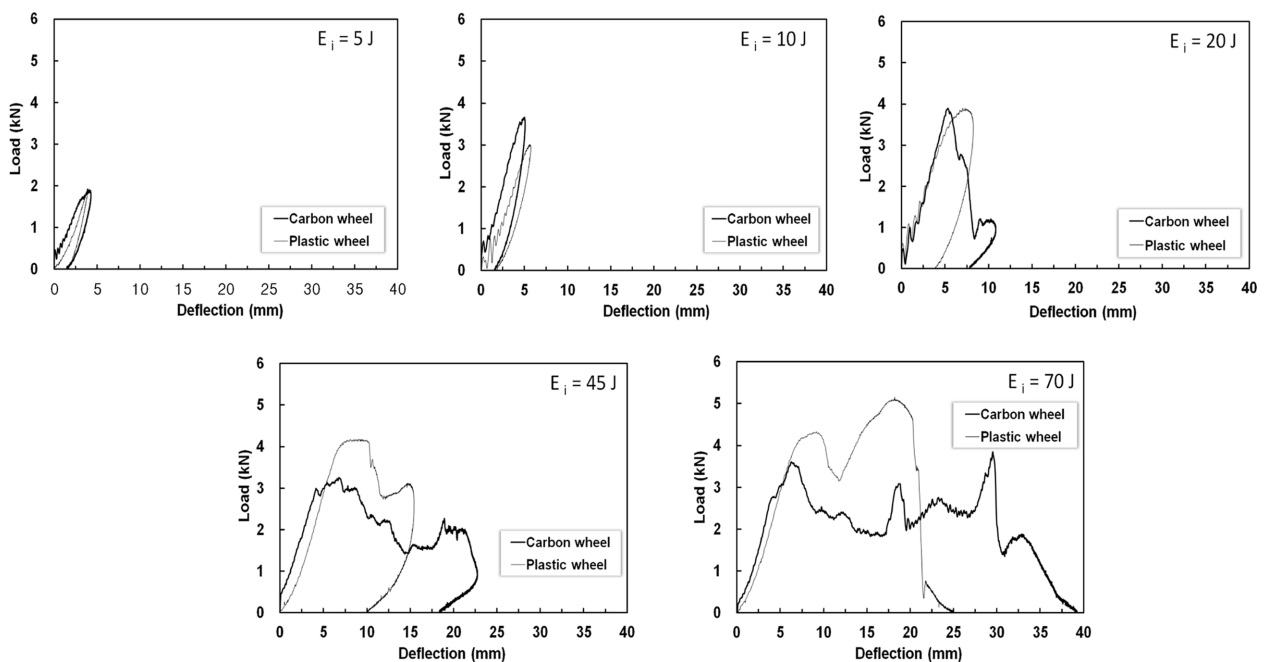 E i = 5 J
Load (kN)
6
5
4
3
2
1
0
Carbon wheel
Plastic wheel
0 5 10 15 20 25 30 35 40
Deflection (mm)
E i = 10 J
Load (kN)
6
5
4
3
2
1
0
Carbon wheel
Plastic wheel
0 5 10 15 20 25 30 35 40
Deflection (mm)
E i = 20 J
Load (kN)
6
5
4
3
2
1
0
Carbon wheel
Plastic wheel
0 5 10 15 20 25 30 35 40
Deflection (mm)
E i = 45 J
Load (kN)
6
5
4
3
2
1
0
Carbon wheel
Plastic wheel
0 5 10 15 20 25 30 35 40
Deflection (mm)
E i = 70 J
Load (kN)
6
5
4
3
2
1
0
Carbon wheel
Plastic wheel
0 5 10 15 20 25 30 35 40
Deflection (mm)